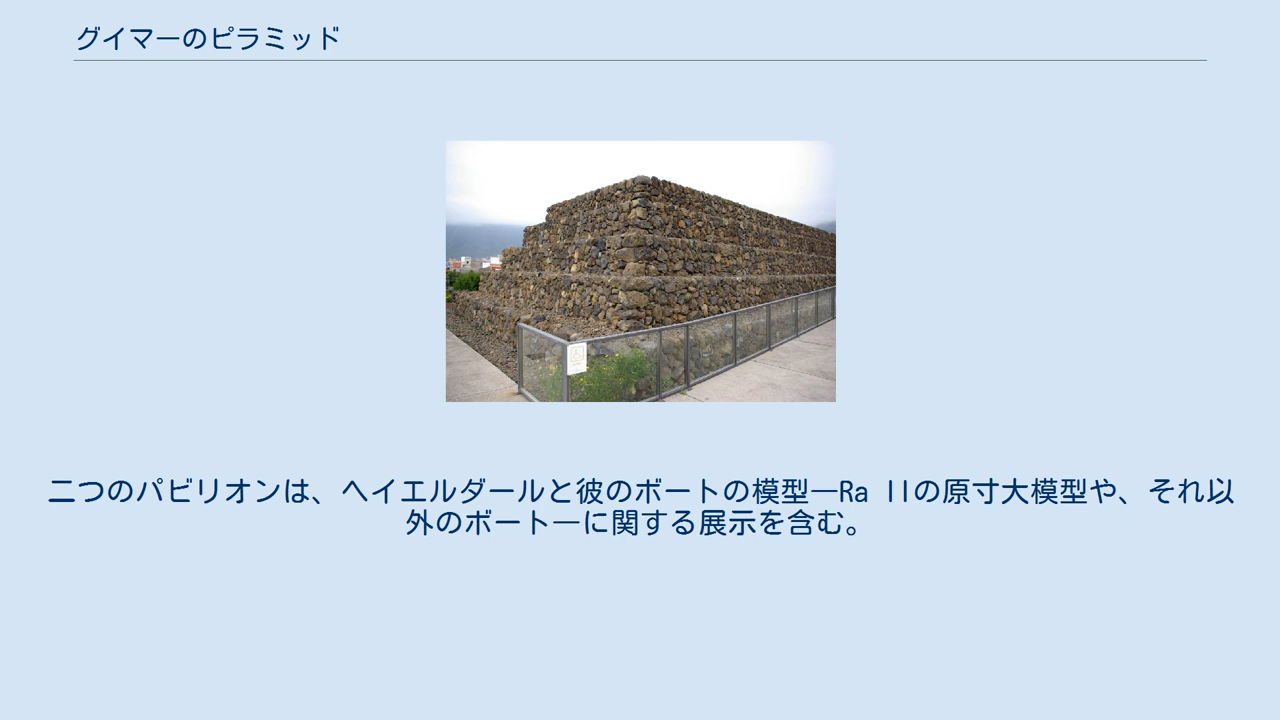 グイマーのピラミッド
二つのパビリオンは、ヘイエルダールと彼のボートの模型―Ra IIの原寸大模型や、それ以
外のボート―に関する展示を含む。